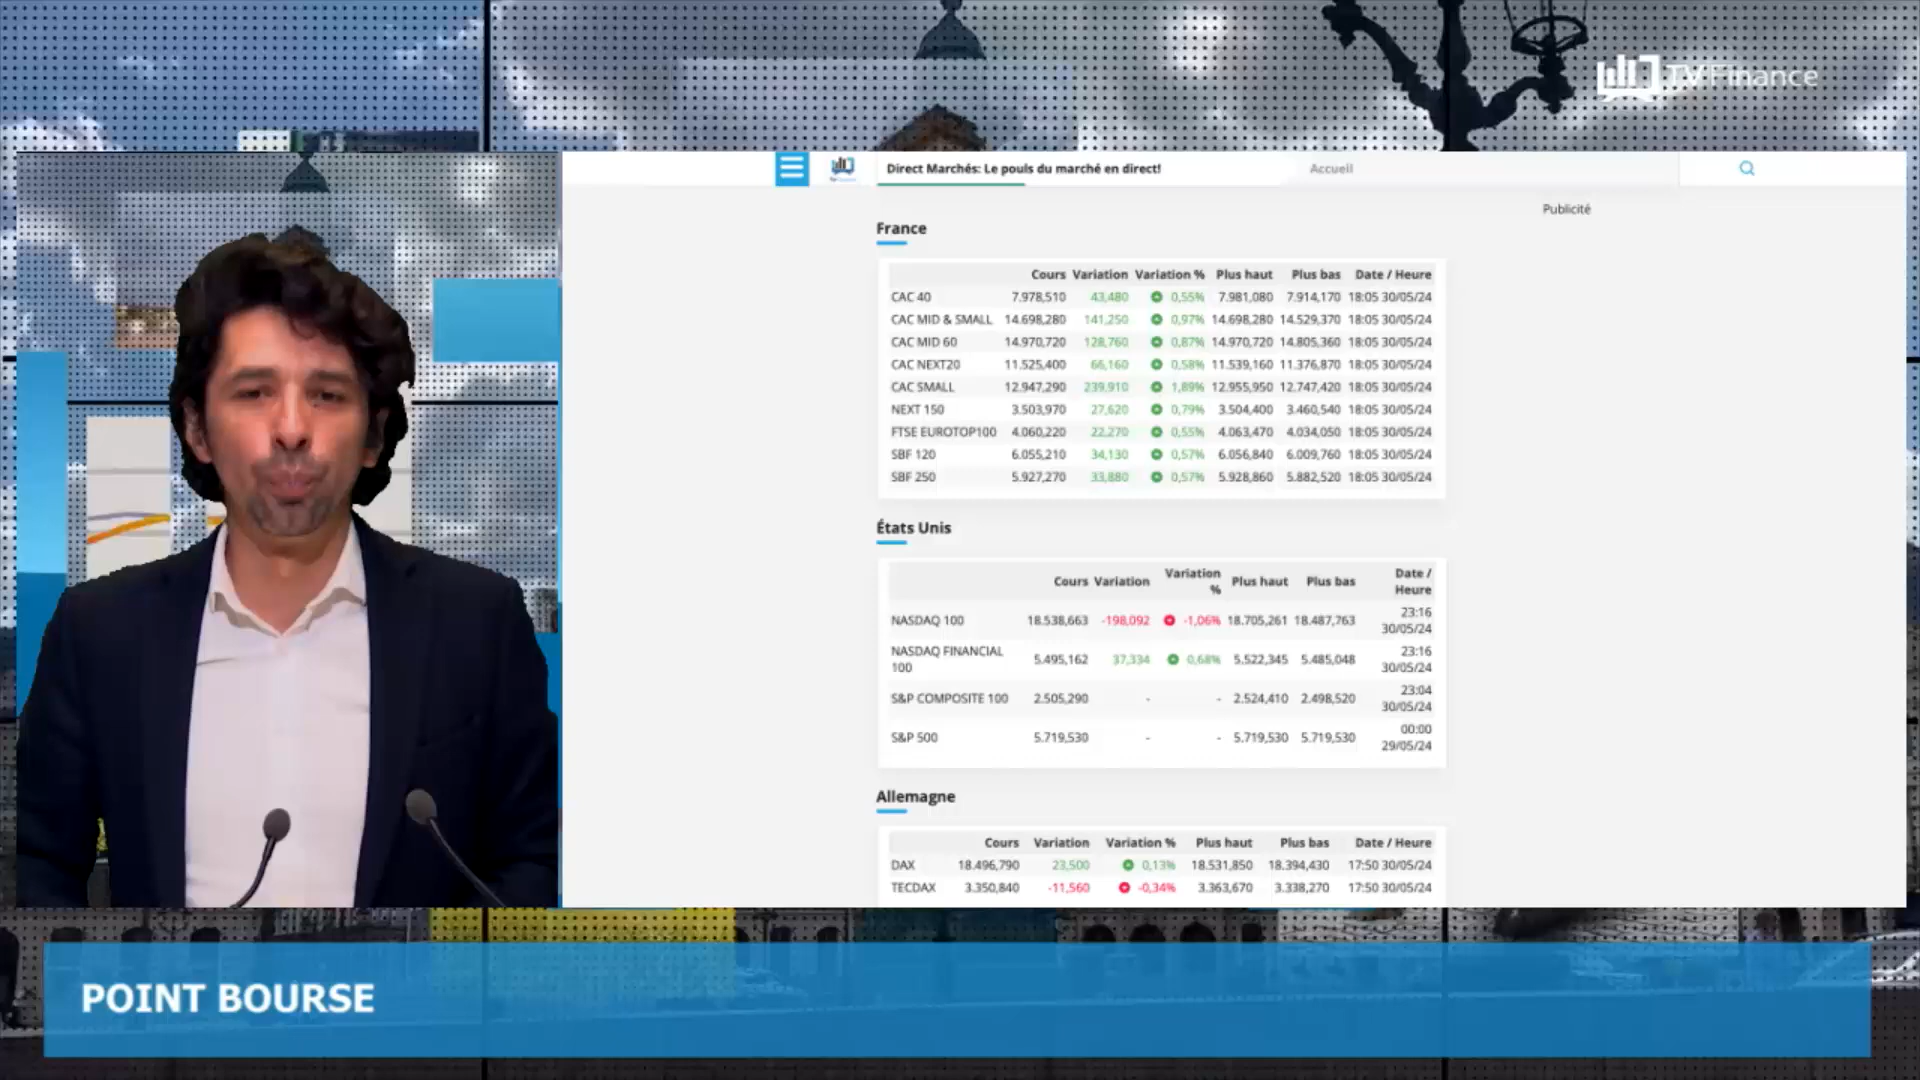 TVFinance
Direct Marchés: Le pouls du marché en direct!
Accueil
Publicité
France
Cours Variation Variation % Plus haut Plus bas Date / Heure
CAC 40 7.978,510 43,480 0,55% 7.981,080 7.914,170 18:05 30/05/24
CAC MID & SMALL 14.698,280 141,250 0,97% 14.698,280 14.529,370 18:05 30/05/24
CAC MID 60 14.970,720 128,760 0,87% 14.970,720 14.805,360 18:05 30/05/24
CAC NEXT20 11.525,400 66,160 0,58% 11.539,160 11.376,870 18:05 30/05/24
CAC SMALL 12.947,290 239,910 1,89% 12.955,950 12.747,420 18:05 30/05/24
NEXT 150 3.503,970 27,620 0,79% 3.504,400 3.460,540 18:05 30/05/24
FTSE EUROTOP100 4.060,220 22,270 0,55% 4.063,470 4.034,050 18:05 30/05/24
SBF 120 6.055,210 34,130 0,57% 6.056,840 6.009,760 18:05 30/05/24
SBF 250 5.927,270 33,880 0,57% 5.928,860 5.882,520 18:05 30/05/24
États Unis
Cours Variation Variation % Plus haut Plus bas Date / Heure
NASDAQ 100 18.538,663 -198,092 -1,06% 18.705,261 18.487,763 23:16 30/05/24
NASDAQ FINANCIAL 100 5.495,162 37,334 0,68% 5.522,345 5.485,048 23:16 30/05/24
S&P COMPOSITE 100 2.505,290 - - 2.524,410 2.498,520 23:04 30/05/24
S&P 500 5.719,530 - - 5.719,530 5.719,530 00:00 29/05/24
Allemagne
Cours Variation Variation % Plus haut Plus bas Date / Heure
DAX 18.496,790 23,500 0,13% 18.531,850 18.394,430 17:50 30/05/24
TECDAX 3.350,840 -11,560 -0,34% 3.363,670 3.338,270 17:50 30/05/24
POINT BOURSE